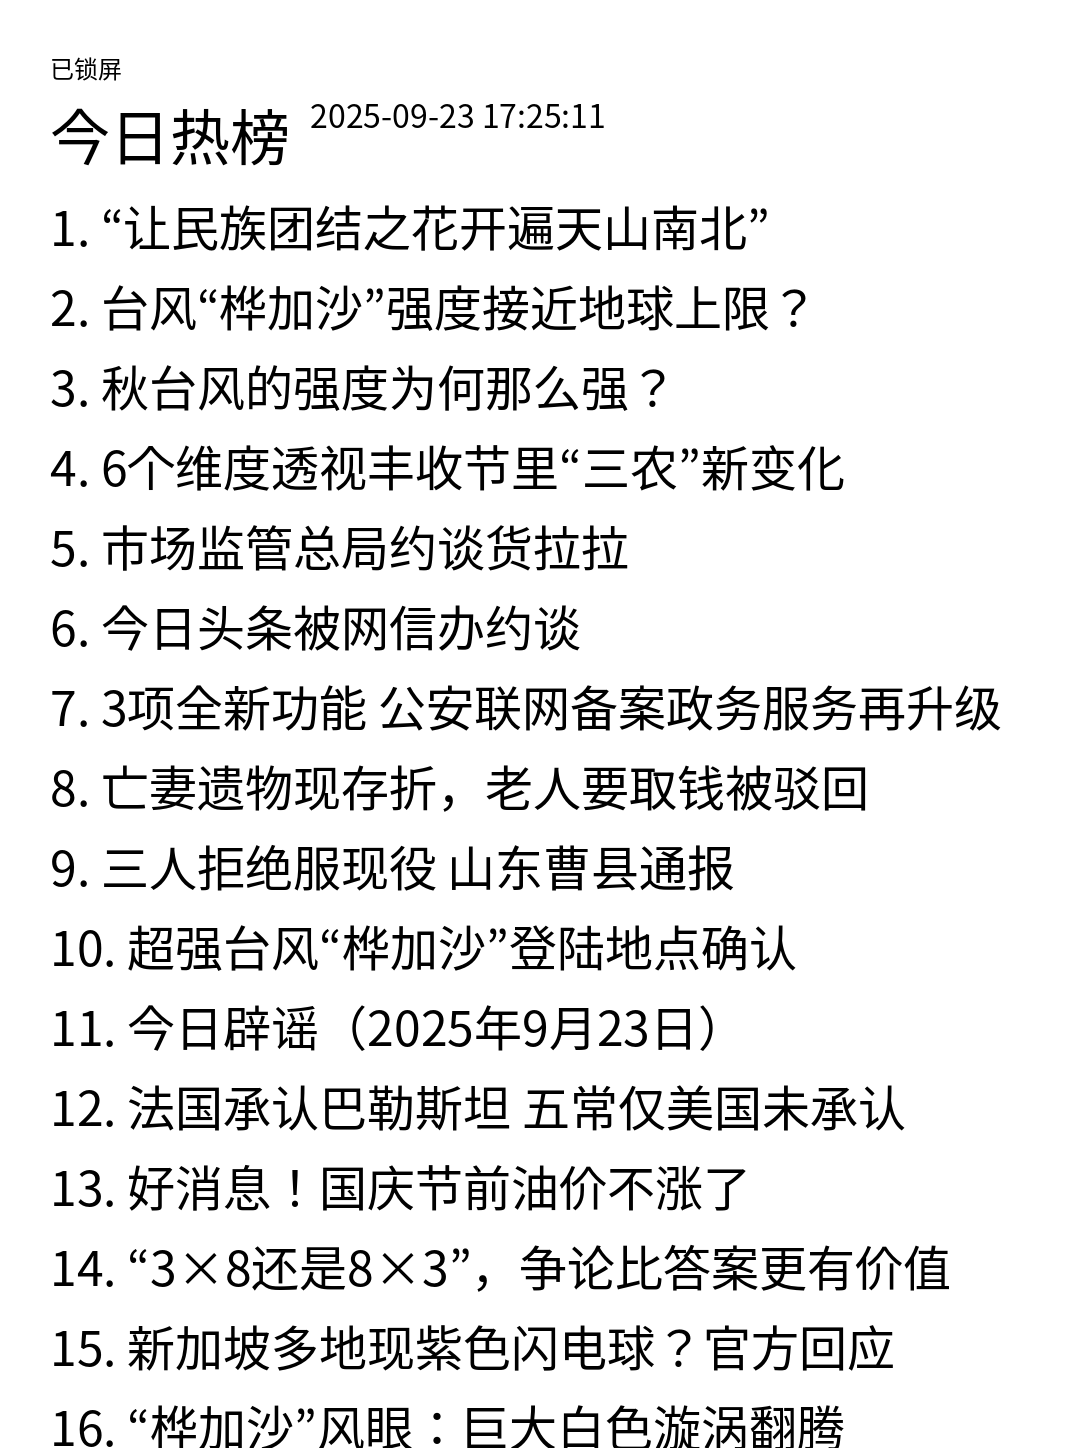 已锁屏
今日热榜 2025-09-23 17:25:11
1. “让民族团结之花开遍天山南北”
2. 台风“桦加沙”强度接近地球上限？
3. 秋台风的强度为何那么强？
4. 6个维度透视丰收节里“三农”新变化
5. 市场监管总局约谈货拉拉
6. 今日头条被网信办约谈
7. 3项全新功能 公安联网备案政务服务再升级
8. 亡妻遗物现存折，老人要取钱被驳回
9. 三人拒绝服现役 山东曹县通报
10. 超强台风“桦加沙”登陆地点确认
11. 今日辟谣（2025年9月23日）
12. 法国承认巴勒斯坦 五常仅美国未承认
13. 好消息！国庆节前油价不涨了
14. “3×8还是8×3”，争论比答案更有价值
15. 新加坡多地现紫色闪电球？官方回应
16. “桦加沙”风眼：巨大白色漩涡翻腾